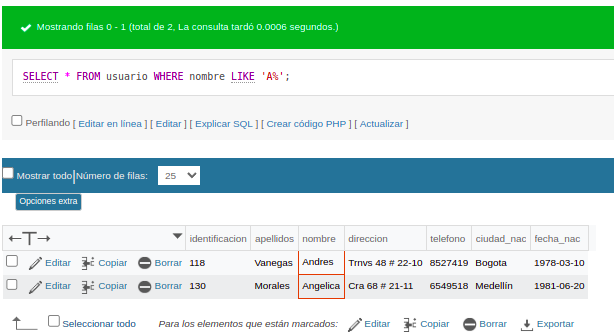 Mostrando filas 0 - 1 (total de 2, La consulta tardó 0.0006 segundos.)
SELECT * FROM usuario WHERE nombre LIKE 'A%';
Perfilando [ Editar en línea ] [ Editar ] [ Explicar SQL ] [ Crear código PHP ] [ Actualizar ]
Mostrar todo Número de filas: 25
Opciones extra
identificacion apellidos nombre direccion telefono ciudad_nac fecha_nac
Editar Copiar Borrar 118 Vanegas Andres Trnvs 48 # 22-10 8527419 Bogota 1978-03-10
Editar Copiar Borrar 130 Morales Angelica Cra 68 # 21-11 6549518 Medellín 1981-06-20
Seleccionar todo Para los elementos que están marcados: Editar Copiar Borrar Exportar